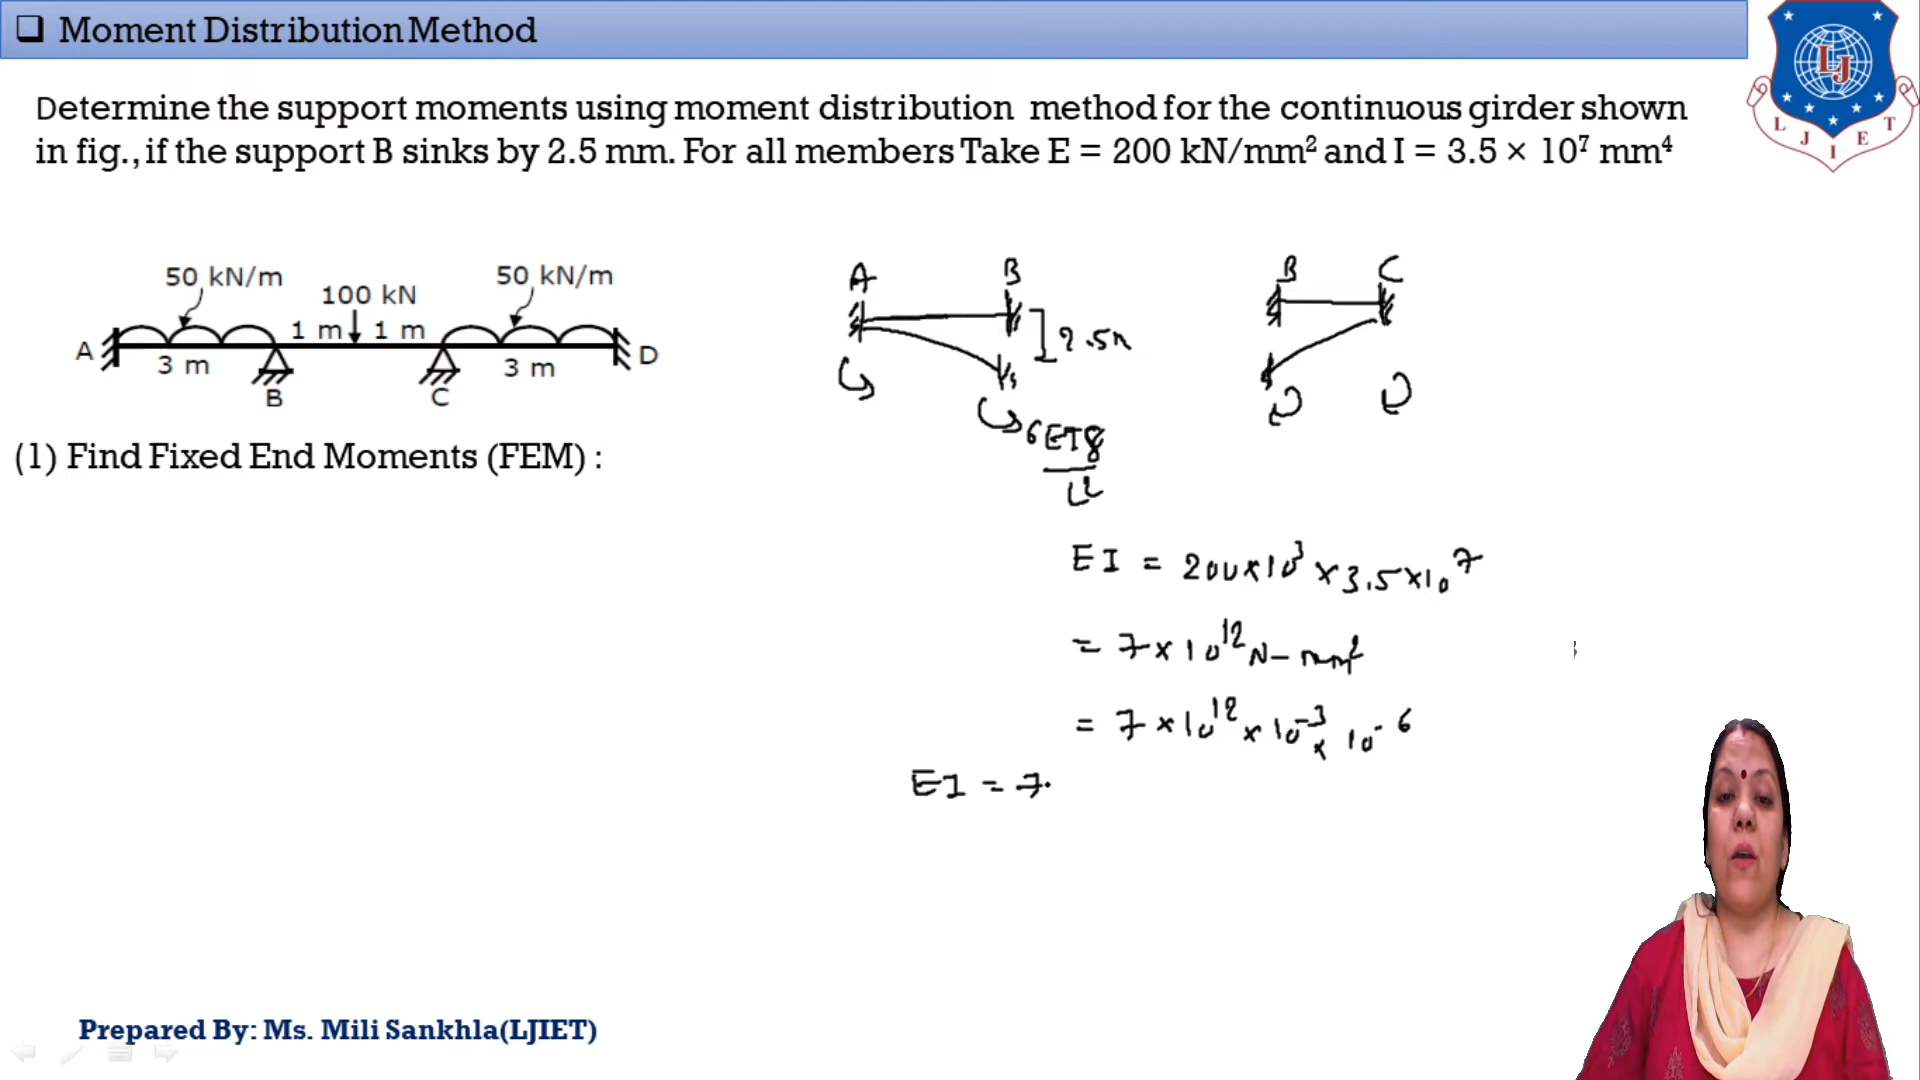 ❑ Moment Distribution Method
L J
L J I E T
Determine the support moments using moment distribution method for the continuous girder shown
in fig., if the support B sinks by 2.5 mm. For all members Take E = 200 kN/mm² and I = 3.5 × 10⁷ mm⁴
50 kN/m
100 kN
50 kN/m
1 m 1 m
A 3 m B C 3 m D
A B
2.5m
B C
6EIδ
L²
(1) Find Fixed End Moments (FEM) :
EI = 200×10³ × 3.5×10⁷
= 7×10¹² N-mm²
= 7×10¹² × 10⁻³ × 10⁻⁶
EI = 7.
Prepared By: Ms. Mili Sankhla(LJIET)